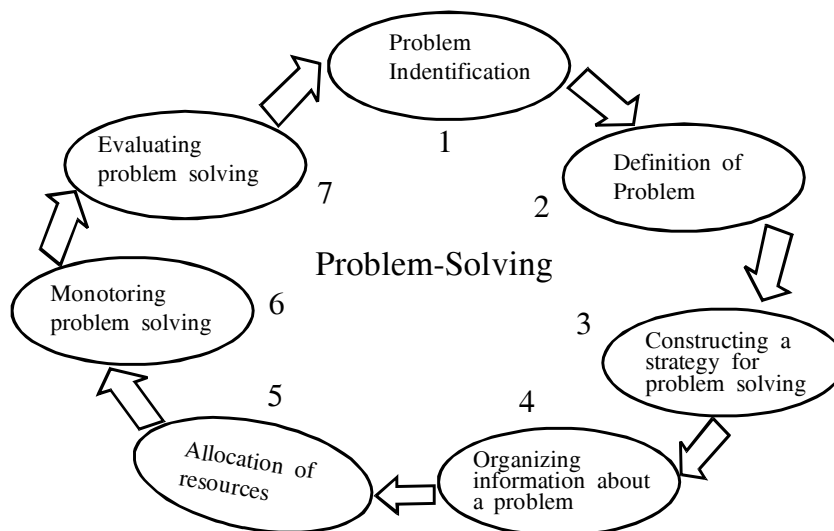 Problem
Indentification
1
Definition of
Problem
2
Constructing a
strategy for
problem solving
3
Organizing
information about
a problem
4
Allocation of
resources
5
Monotoring
problem solving
6
Evaluating
problem solving
7
Problem-Solving